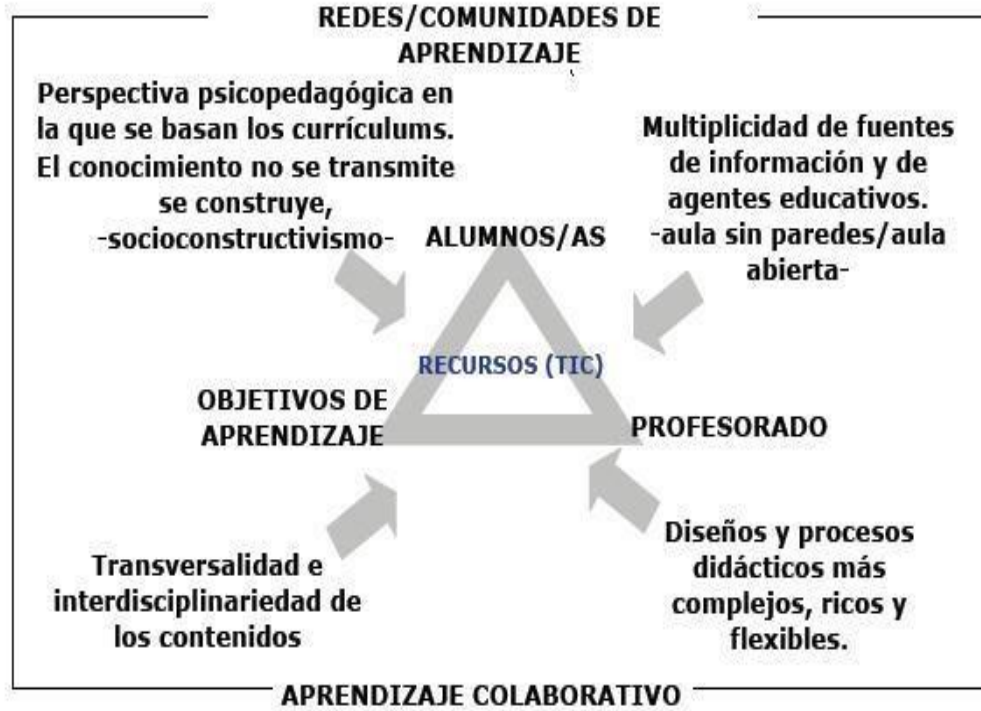 REDES/COMUNIDADES DE
APRENDIZAJE
Perspectiva psicopedagógica en
la que se basan los currículums.
El conocimiento no se transmite
se construye,
-socioconstructivismo-
Multiplicidad de fuentes
de información y de
agentes educativos.
-aula sin paredes/aula
abierta-
ALUMNOS/AS
RECURSOS (TIC)
OBJETIVOS DE
APRENDIZAJE
PROFESORADO
Transversalidad e
interdisciplinariedad de
los contenidos
Diseños y procesos
didácticos más
complejos, ricos y
flexibles.
APRENDIZAJE COLABORATIVO